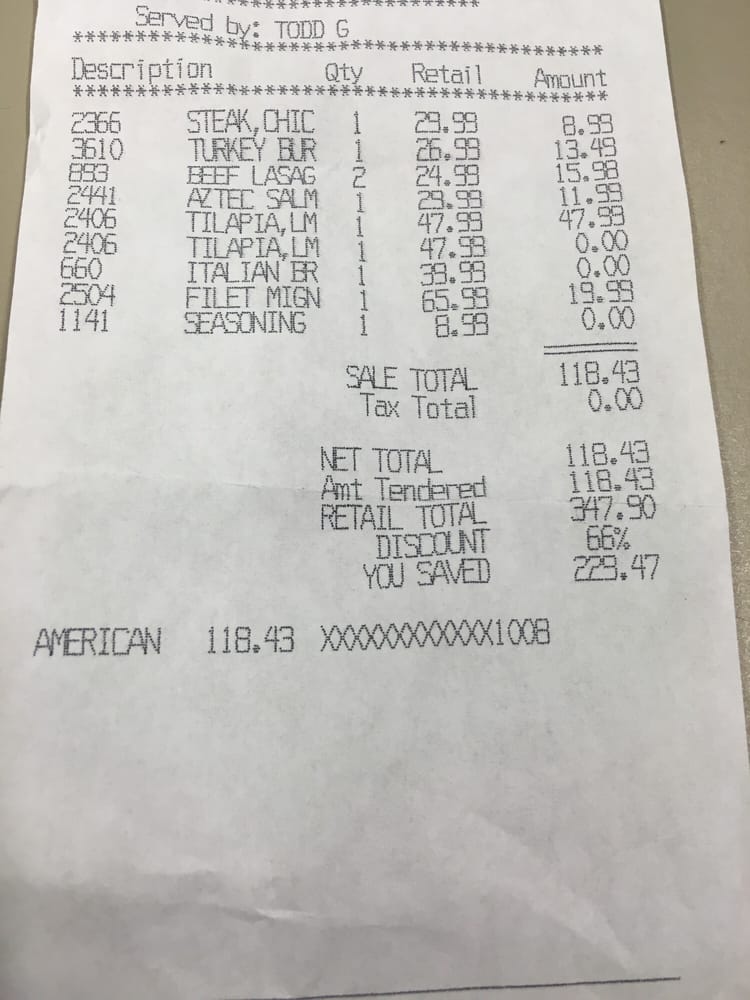 Served by: TODD G
*******************************************
Description Qty Retail Amount
*******************************************
2366 STEAK,CHIC 1 29.99 8.99
3610 TURKEY BUR 1 26.99 13.49
893 BEEF LASAG 2 24.99 15.98
2441 AZTEC SALM 1 29.99 11.99
2406 TILAPIA,LM 1 47.99 47.99
2406 TILAPIA,LM 1 47.99 0.00
660 ITALIAN BR 1 39.99 0.00
2504 FILET MIGN 1 65.99 19.99
1141 SEASONING 1 8.99 0.00
SALE TOTAL 118.43
Tax Total 0.00
NET TOTAL 118.43
Amt Tendered 118.43
RETAIL TOTAL 347.90
DISCOUNT 66%
YOU SAVED 229.47
AMERICAN 118.43 XXXXXXXXXXX1008